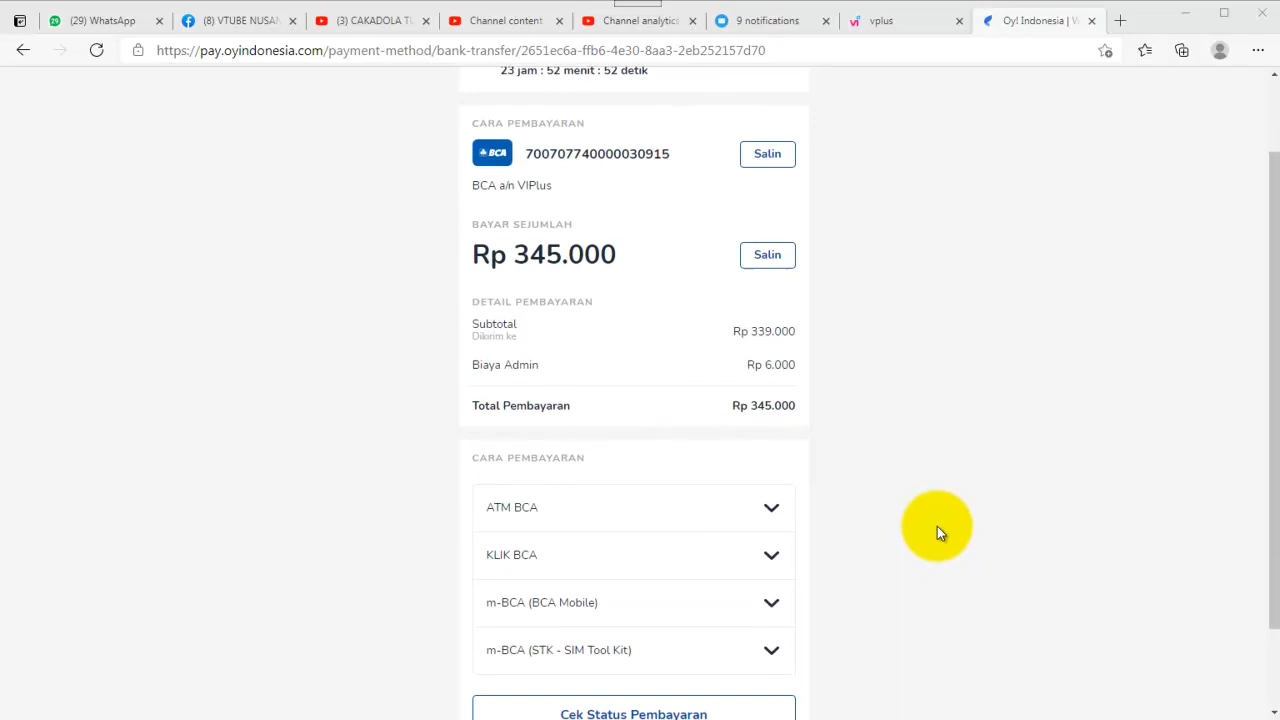 (29) WhatsApp
(8) VTUBE NUSAN
(3) CAKADOLA TU
Channel content
Channel analytics
9 notifications
vplus
Oy! Indonesia | W
https://pay.oyindonesia.com/payment-method/bank-transfer/2651ec6a-ffb6-4e30-8aa3-2eb252157d70
23 jam : 52 menit : 52 detik
CARA PEMBAYARAN
BCA 700707740000030915 Salin
BCA a/n VIPlus
BAYAR SEJUMLAH
Rp 345.000 Salin
DETAIL PEMBAYARAN
Subtotal Rp 339.000
Dikirim ke
Biaya Admin Rp 6.000
Total Pembayaran Rp 345.000
CARA PEMBAYARAN
ATM BCA
KLIK BCA
m-BCA (BCA Mobile)
m-BCA (STK - SIM Tool Kit)
Cek Status Pembayaran